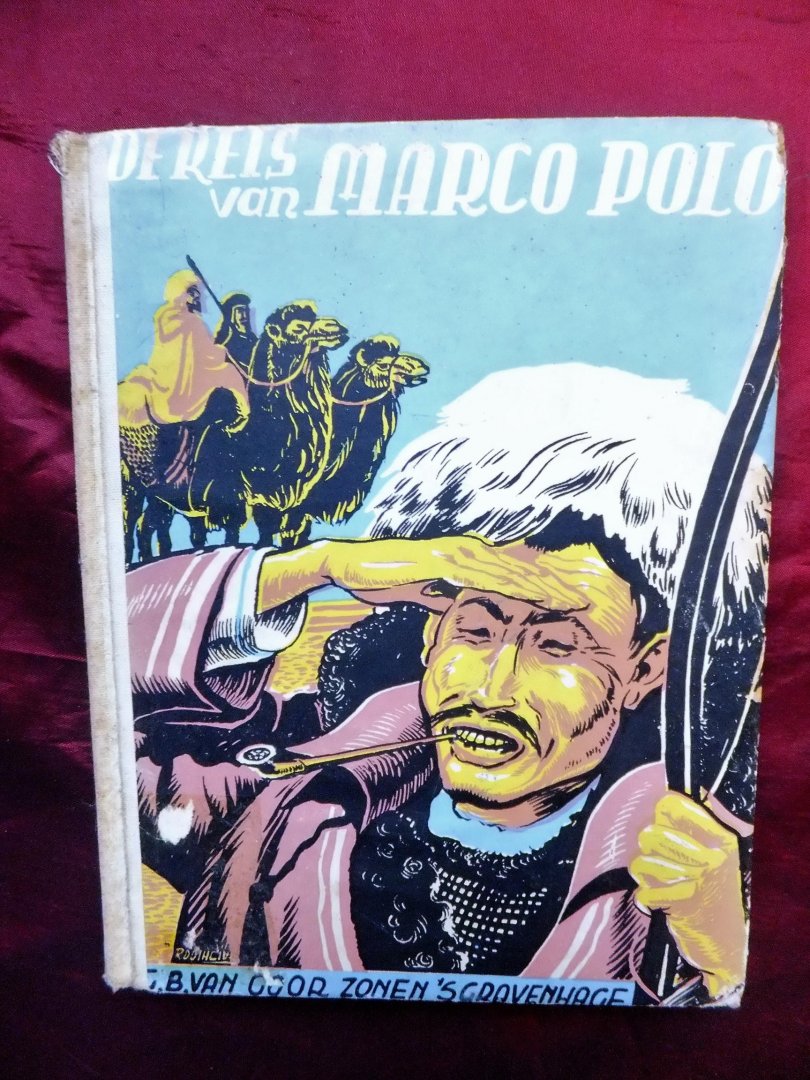 DE REIS
van MARCO POLO
G.B. VAN GOOR ZONEN 'S GRAVENHAGE